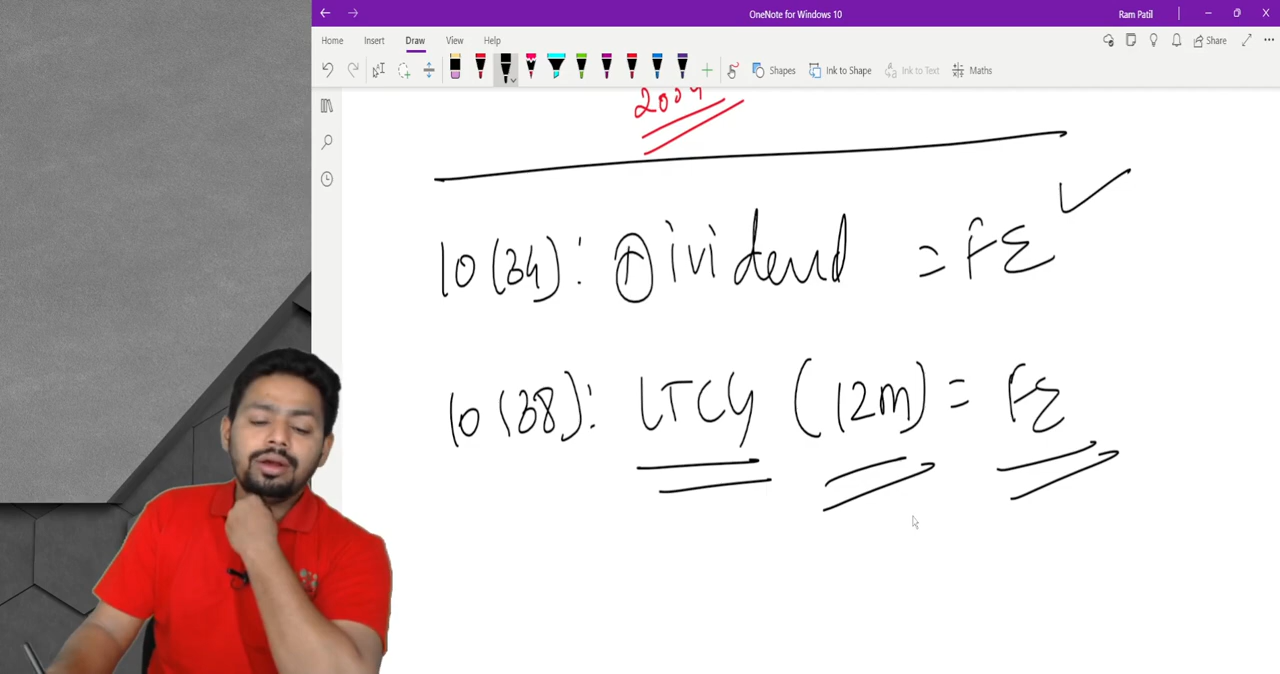 OneNote for Windows 10
Ram Patil
Home Insert Draw View Help
Share
Shapes
Ink to Shape
Ink to Text
Maths
2004
10(34): Dividend = FE
10(38): LTCG (12m) = FE